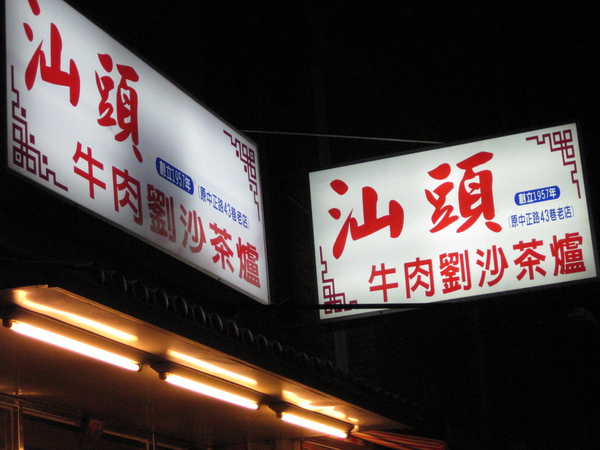 汕頭
創立1957年
(原中正路43巷老店)
牛肉劉沙茶爐
汕頭
創立1957年
(原中正路43巷老店)
牛肉劉沙茶爐